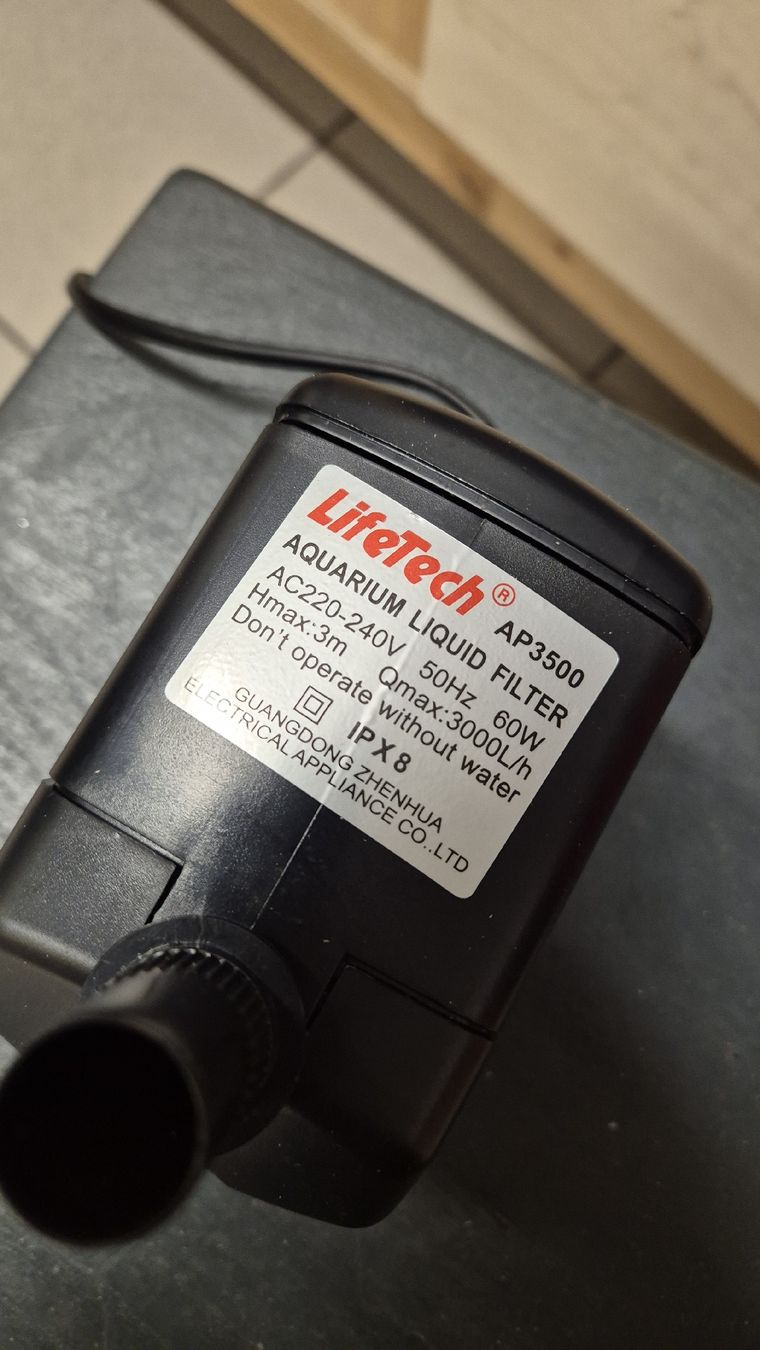 LifeTech® AP3500
AQUARIUM LIQUID FILTER
AC220-240V 50Hz 60W
Hmax:3m Qmax:3000L/h
Don't operate without water
IPX8
GUANGDONG ZHENHUA
ELECTRICAL APPLIANCE CO..LTD